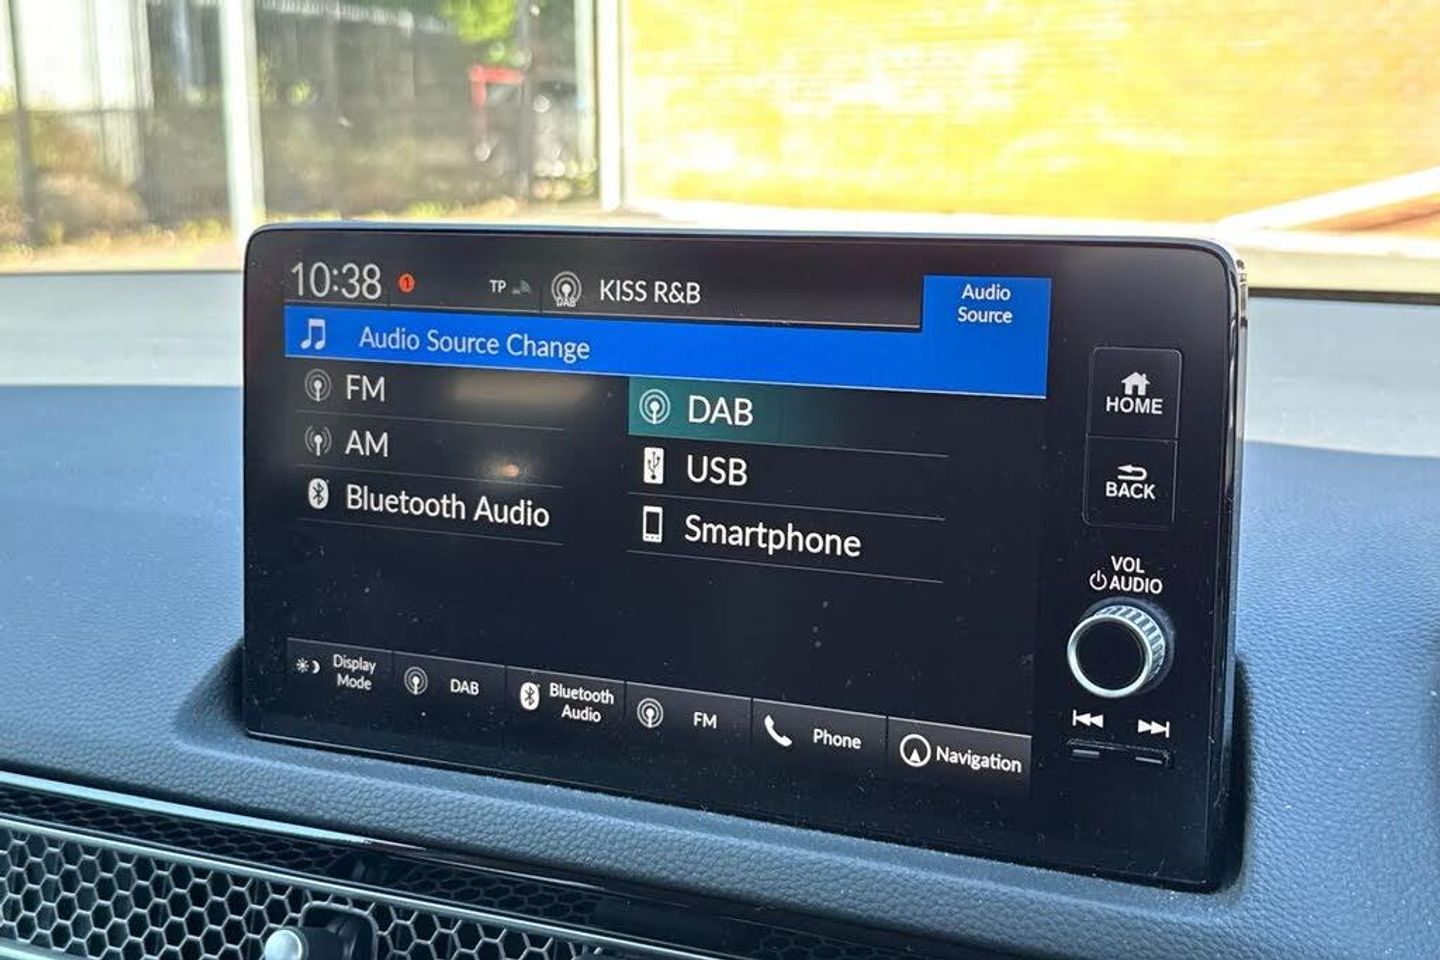 10:38 1 TP DAB KISS R&B
Audio
Source
Audio Source Change
FM
DAB
AM
USB
Bluetooth Audio
Smartphone
HOME
BACK
VOL
AUDIO
Display
Mode
DAB
Bluetooth
Audio
FM
Phone
Navigation